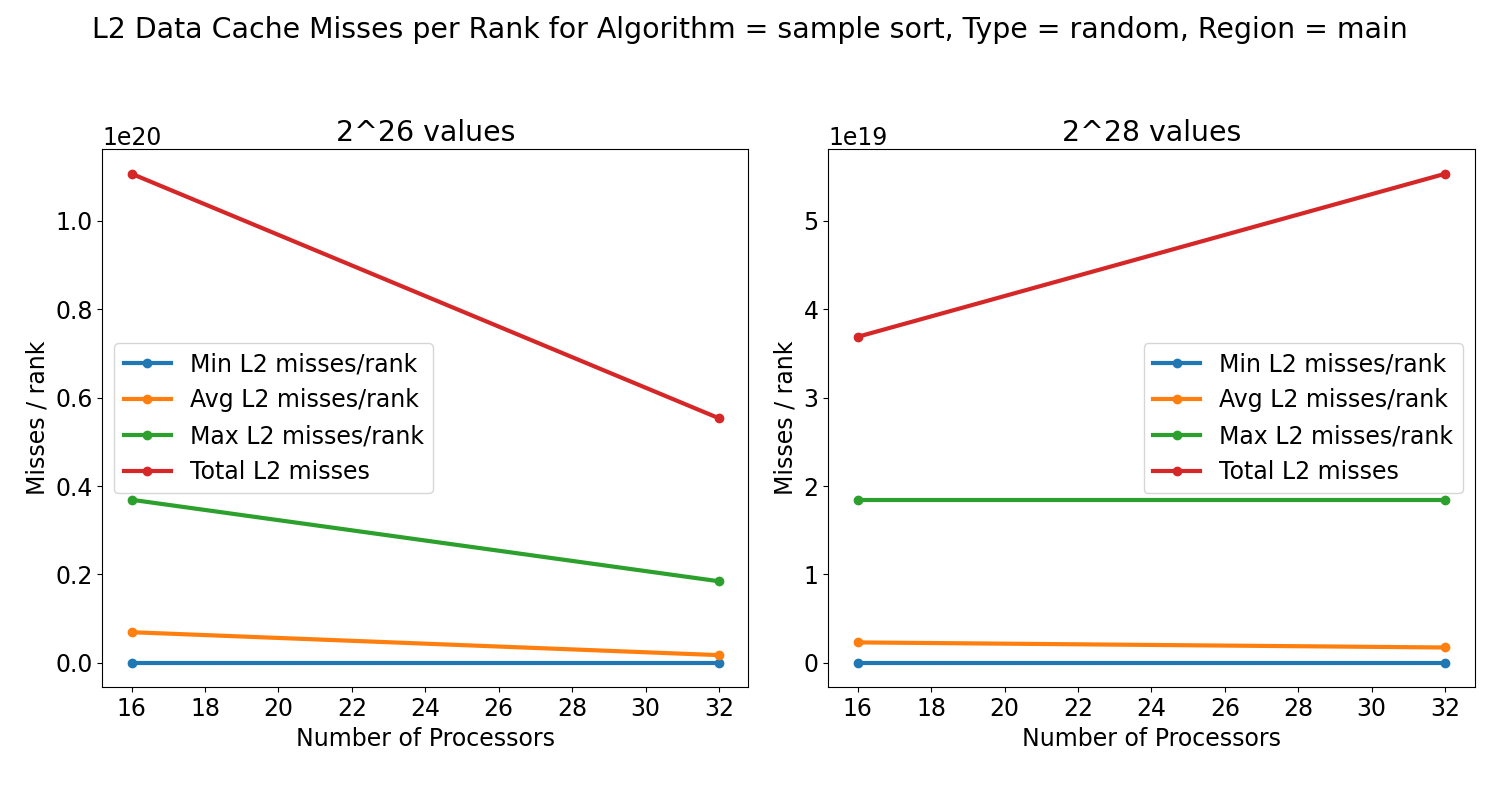 L2 Data Cache Misses per Rank for Algorithm = sample sort, Type = random, Region = main
2^26 values
1e20
Misses / rank
1.0
0.8
0.6
0.4
0.2
0.0
Min L2 misses/rank
Avg L2 misses/rank
Max L2 misses/rank
Total L2 misses
16 18 20 22 24 26 28 30 32
Number of Processors
2^28 values
1e19
Misses / rank
5
4
3
2
1
0
Min L2 misses/rank
Avg L2 misses/rank
Max L2 misses/rank
Total L2 misses
16 18 20 22 24 26 28 30 32
Number of Processors